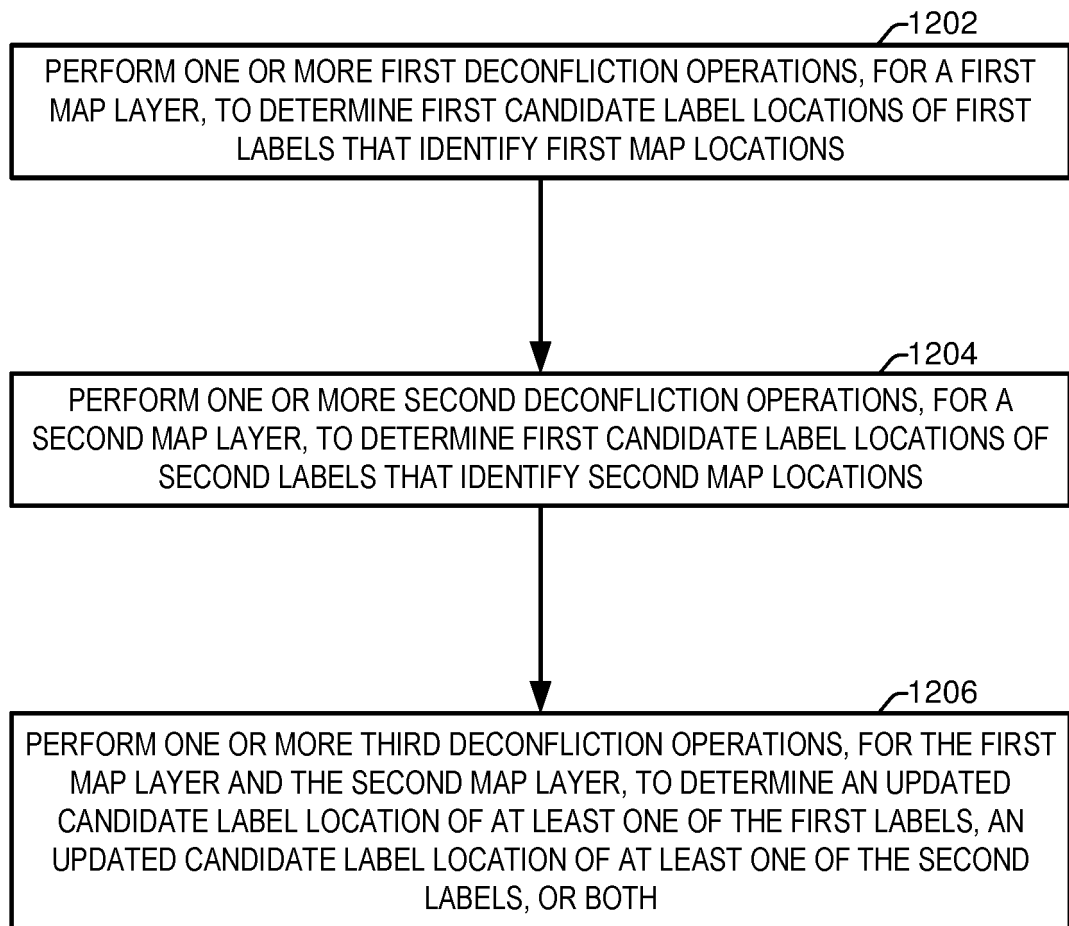 1202
PERFORM ONE OR MORE FIRST DECONFLICTION OPERATIONS, FOR A FIRST
MAP LAYER, TO DETERMINE FIRST CANDIDATE LABEL LOCATIONS OF FIRST
LABELS THAT IDENTIFY FIRST MAP LOCATIONS
1204
PERFORM ONE OR MORE SECOND DECONFLICTION OPERATIONS, FOR A
SECOND MAP LAYER, TO DETERMINE FIRST CANDIDATE LABEL LOCATIONS OF
SECOND LABELS THAT IDENTIFY SECOND MAP LOCATIONS
1206
PERFORM ONE OR MORE THIRD DECONFLICTION OPERATIONS, FOR THE FIRST
MAP LAYER AND THE SECOND MAP LAYER, TO DETERMINE AN UPDATED
CANDIDATE LABEL LOCATION OF AT LEAST ONE OF THE FIRST LABELS, AN
UPDATED CANDIDATE LABEL LOCATION OF AT LEAST ONE OF THE SECOND
LABELS, OR BOTH